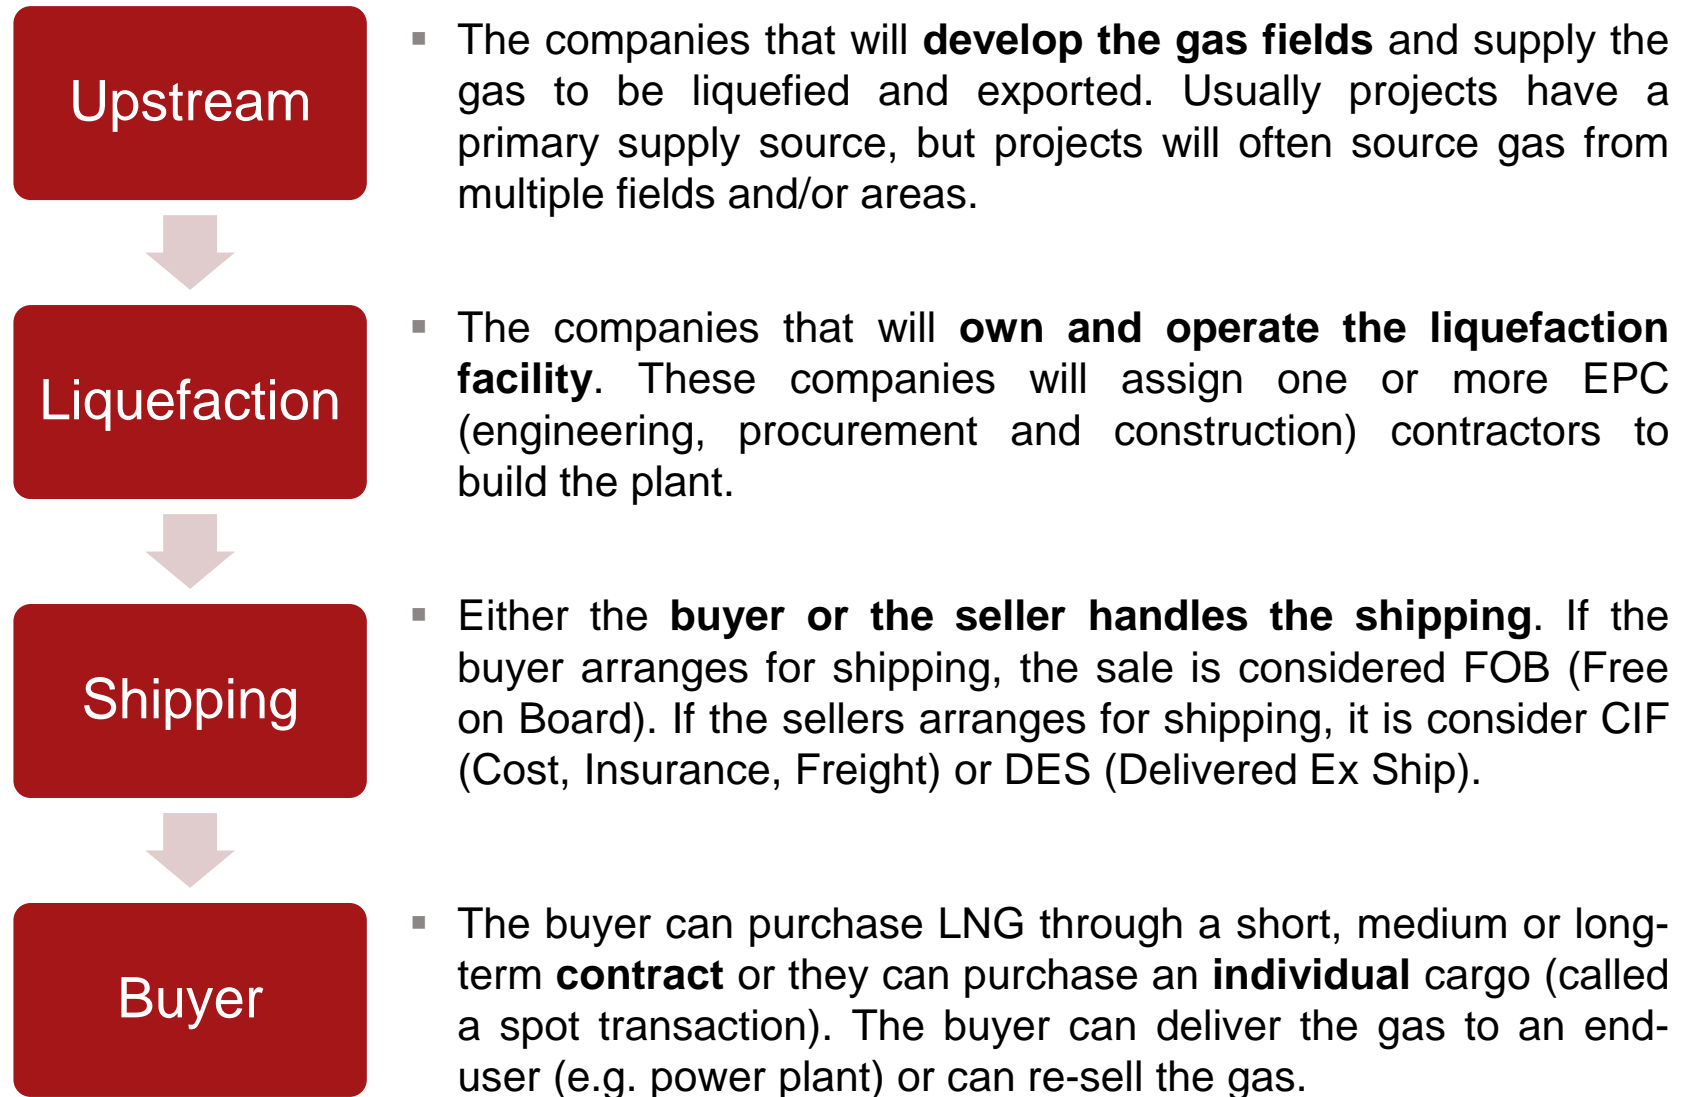 Upstream
▪ The companies that will develop the gas fields and supply the
gas to be liquefied and exported. Usually projects have a
primary supply source, but projects will often source gas from
multiple fields and/or areas.
Liquefaction
▪ The companies that will own and operate the liquefaction
facility. These companies will assign one or more EPC
(engineering, procurement and construction) contractors to
build the plant.
Shipping
▪ Either the buyer or the seller handles the shipping. If the
buyer arranges for shipping, the sale is considered FOB (Free
on Board). If the sellers arranges for shipping, it is consider CIF
(Cost, Insurance, Freight) or DES (Delivered Ex Ship).
Buyer
▪ The buyer can purchase LNG through a short, medium or long-
term contract or they can purchase an individual cargo (called
a spot transaction). The buyer can deliver the gas to an end-
user (e.g. power plant) or can re-sell the gas.